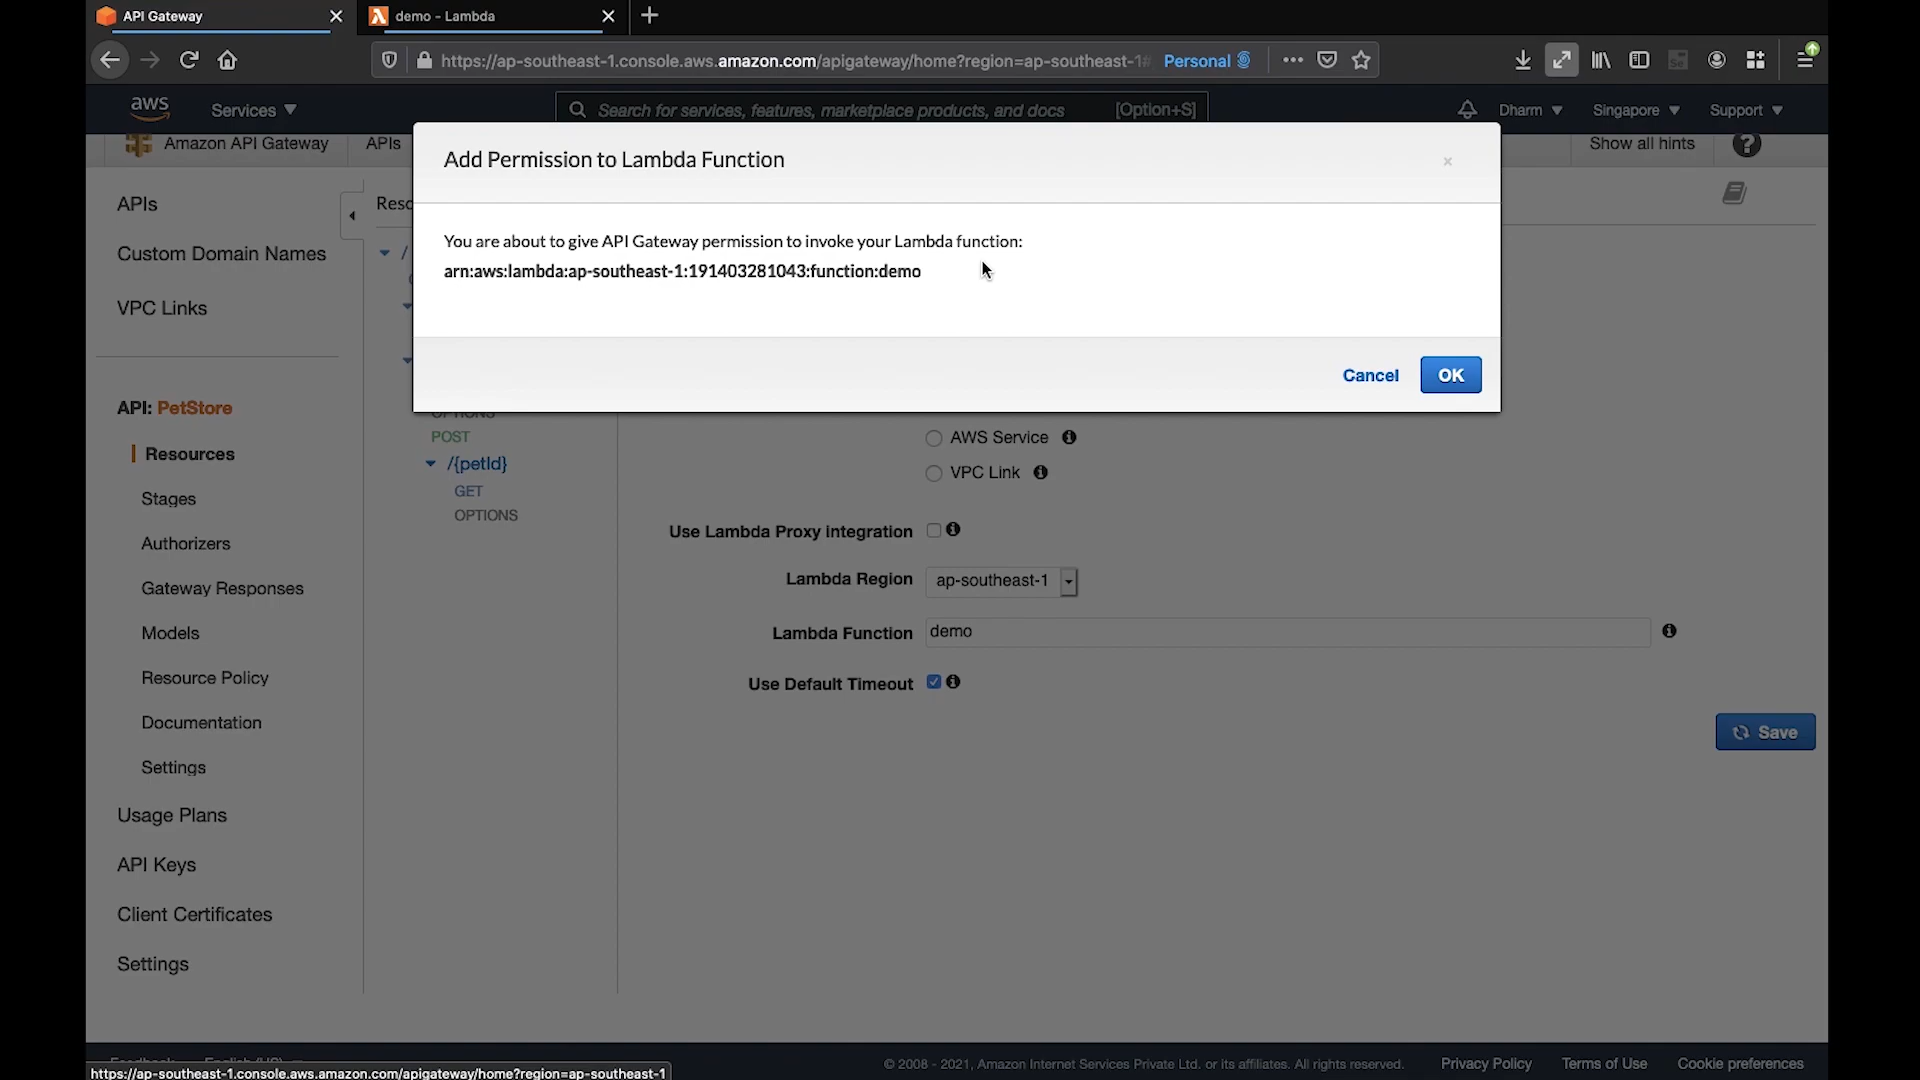 API Gateway
demo - Lambda
https://ap-southeast-1.console.aws.amazon.com/apigateway/home?region=ap-southeast-1#
Personal
aws
Services
Search for services, features, marketplace products, and docs
[Option+S]
Dharm
Singapore
Support
Amazon API Gateway
APIs
Show all hints
Add Permission to Lambda Function
You are about to give API Gateway permission to invoke your Lambda function:
arn:aws:lambda:ap-southeast-1:191403281043:function:demo
Cancel
OK
APIs
Custom Domain Names
VPC Links
API: PetStore
Resources
Stages
Authorizers
Gateway Responses
Models
Resource Policy
Documentation
Settings
Usage Plans
API Keys
Client Certificates
Settings
Reso
/
OPTIONS
POST
/{petId}
GET
OPTIONS
AWS Service
VPC Link
Use Lambda Proxy integration
Lambda Region
ap-southeast-1
Lambda Function
demo
Use Default Timeout
Save
Feedback
English (US)
© 2008 - 2021, Amazon Internet Services Private Ltd. or its affiliates. All rights reserved.
Privacy Policy
Terms of Use
Cookie preferences
https://ap-southeast-1.console.aws.amazon.com/apigateway/home?region=ap-southeast-1